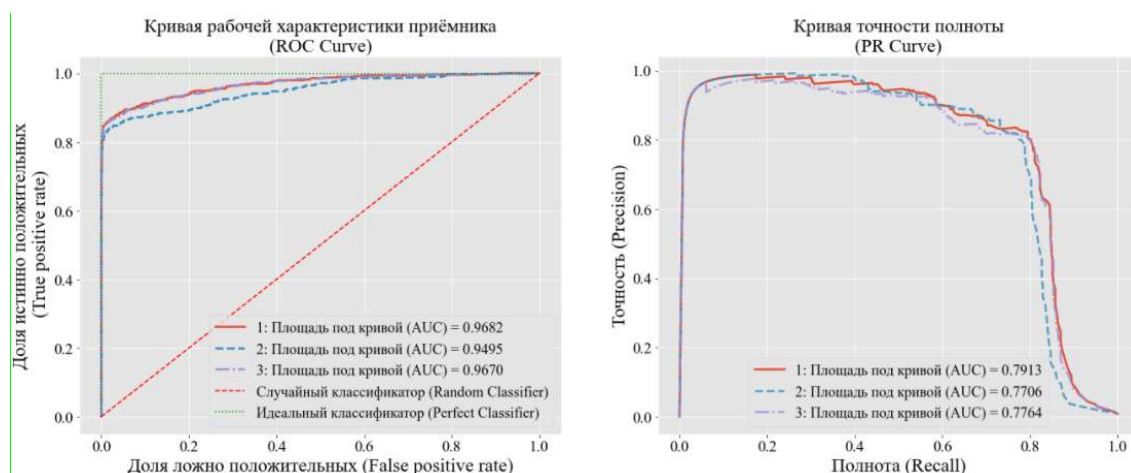 Кривая рабочей характеристики приёмника
(ROC Curve)
1.0
0.8
0.6
0.4
0.2
0.0
Доля истинно положительных
(True positive rate)
1: Площадь под кривой (AUC) = 0.9682
2: Площадь под кривой (AUC) = 0.9495
3: Площадь под кривой (AUC) = 0.9670
Случайный классификатор (Random Classifier)
Идеальный классификатор (Perfect Classifier)
0.0 0.2 0.4 0.6 0.8 1.0
Доля ложно положительных (False positive rate)
Кривая точности полноты
(PR Curve)
1.0
0.8
0.6
0.4
0.2
0.0
Точность (Precision)
1: Площадь под кривой (AUC) = 0.7913
2: Площадь под кривой (AUC) = 0.7706
3: Площадь под кривой (AUC) = 0.7764
0.0 0.2 0.4 0.6 0.8 1.0
Полнота (Recall)